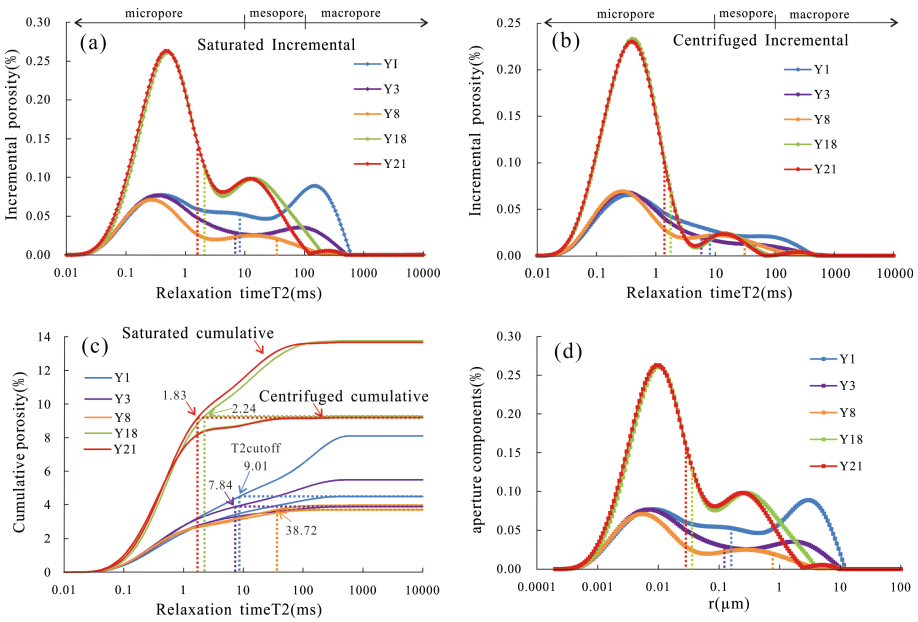 micropore mesopore macropore
(a)
Saturated Incremental
YI
Y3
Y8
Y18
Y21
Incremental porosity(%)
0.30
0.25
0.20
0.15
0.10
0.05
0.00
0.01 0.1 1 10 100 1000 10000
Relaxation timeT2(ms)
micropore mesopore macropore
(b)
Centrifuged Incremental
Y1
Y3
Y8
Y18
Y21
Incremental porosity(%)
0.25
0.20
0.15
0.10
0.05
0.00
0.01 0.1 1 10 100 1000 10000
Relaxation timeT2(ms)
(c)
Saturated cumulative
Centrifuged cumulative
Y1
Y3
Y8
Y18
Y21
1.83
2.24
T2cutoff
9.01
7.84
38.72
Cumulative porosity(%)
14
12
10
8
6
4
2
0
0.01 0.1 1 10 100 1000 10000
Relaxation timeT2(ms)
(d)
Y1
Y3
Y8
Y18
Y21
aperture components(%)
0.30
0.25
0.20
0.15
0.10
0.05
0.00
0.0001 0.001 0.01 0.1 1 10 100
r(μm)